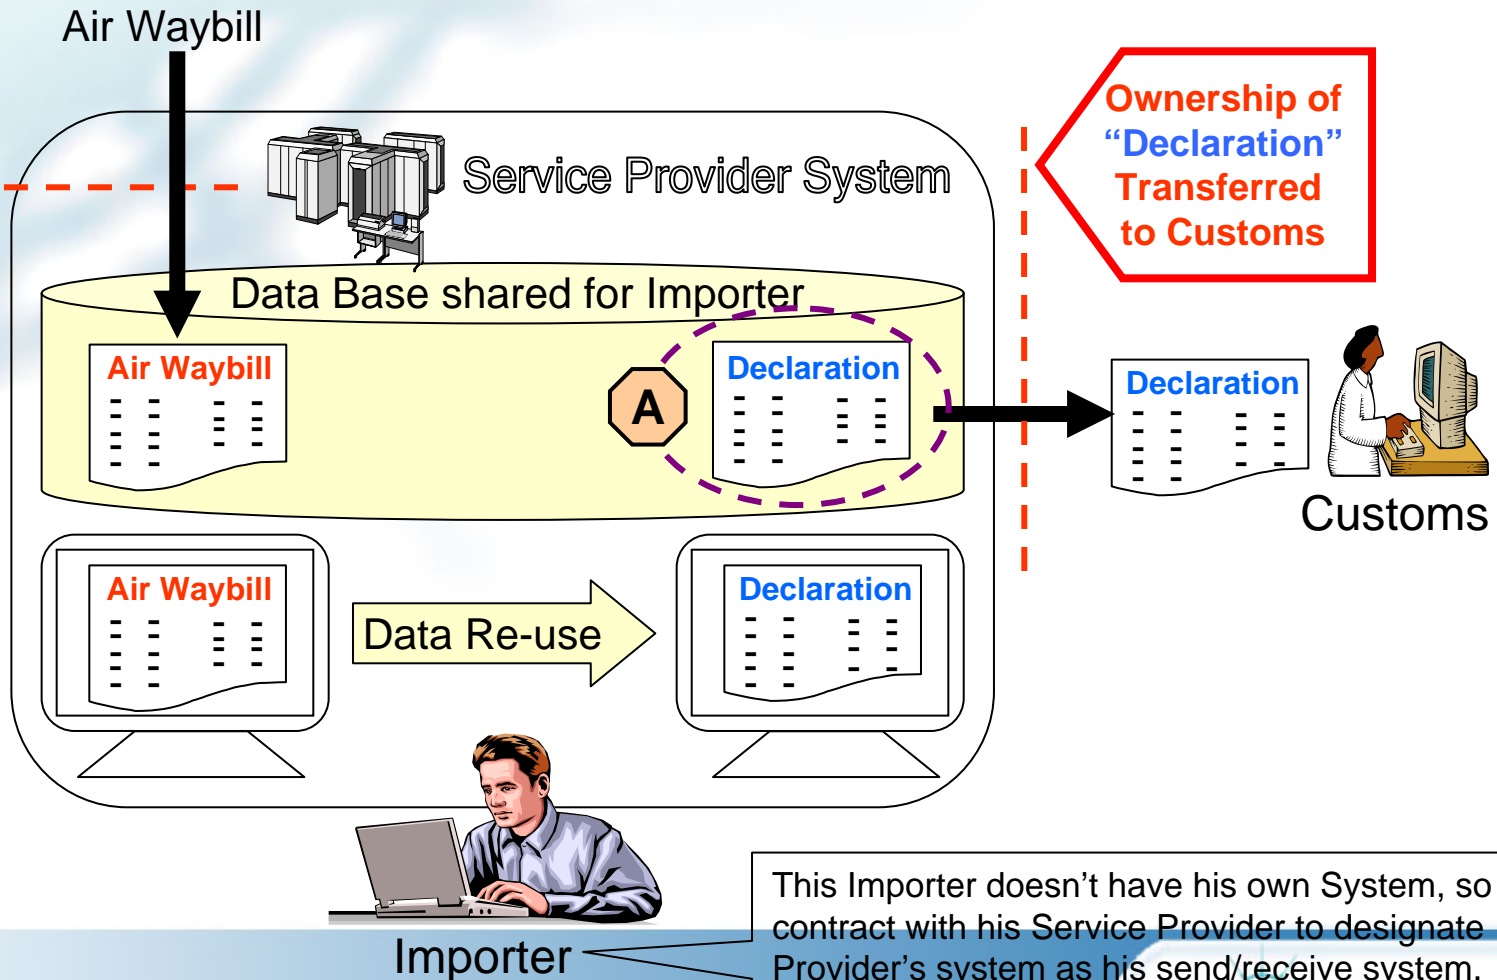 Air Waybill
Ownership of
“Declaration”
Transferred
to Customs
Service Provider System
Data Base shared for Importer
Air Waybill
A
Declaration
Declaration
Customs
Air Waybill
Data Re-use
Declaration
Importer
This Importer doesn’t have his own System, so
contract with his Service Provider to designate
Provider’s system as his send/receive system.